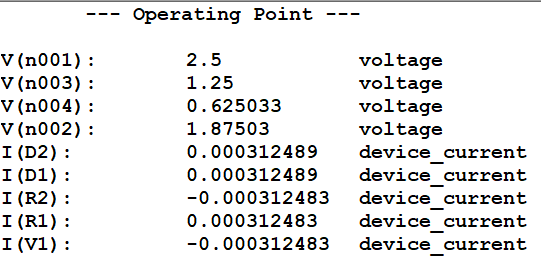 --- Operating Point ---
V(n001): 2.5 voltage
V(n003): 1.25 voltage
V(n004): 0.625033 voltage
V(n002): 1.87503 voltage
I(D2): 0.000312489 device_current
I(D1): 0.000312489 device_current
I(R2): -0.000312483 device_current
I(R1): 0.000312483 device_current
I(V1): -0.000312483 device_current